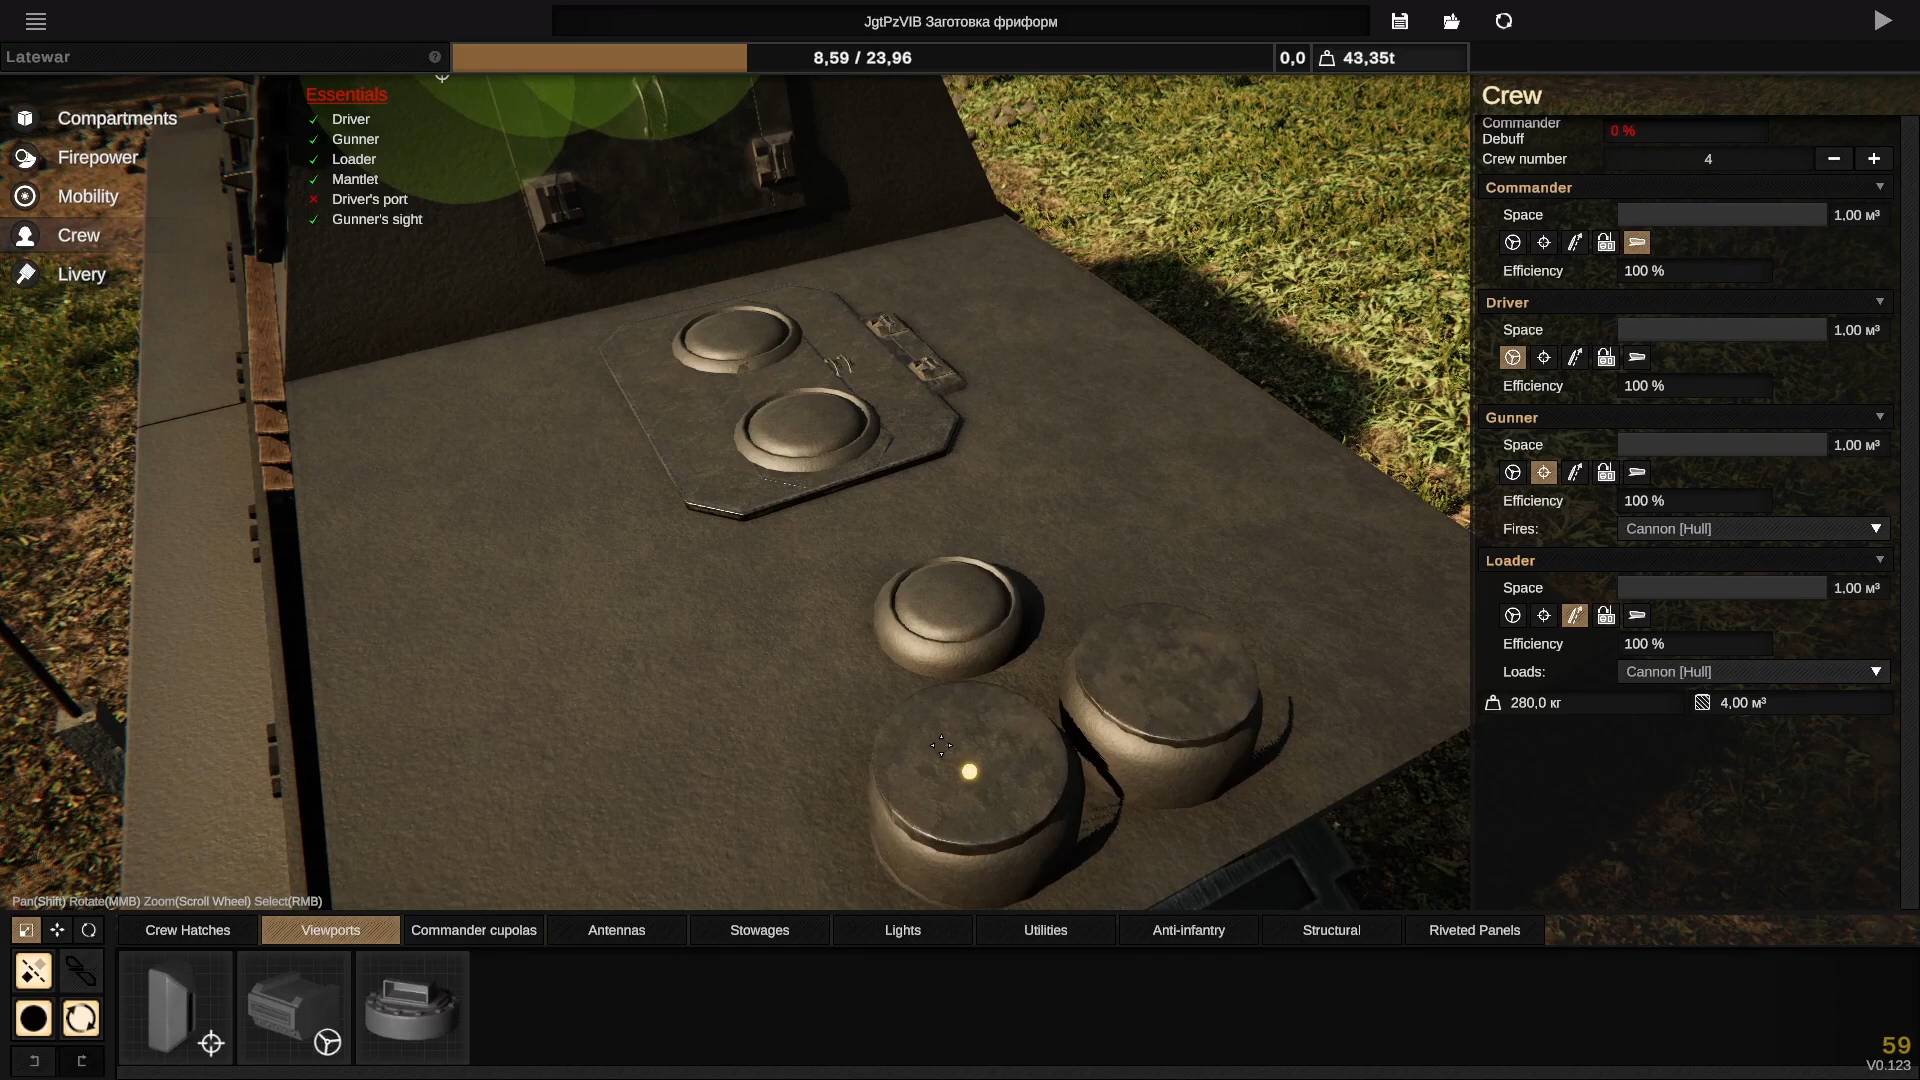 JgtPzVIB Заготовка фриформ
Latewar
8,59 / 23,96
0,0
43,35t
Compartments
Firepower
Mobility
Crew
Livery
Essentials
Driver
Gunner
Loader
Mantlet
Driver's port
Gunner's sight
Crew
Commander
Debuff
0 %
Crew number
4
Commander
Space
1,00 м³
Efficiency
100 %
Driver
Space
1,00 м³
Efficiency
100 %
Gunner
Space
1,00 м³
Efficiency
100 %
Fires:
Cannon [Hull]
Loader
Space
1,00 м³
Efficiency
100 %
Loads:
Cannon [Hull]
280,0 кг
4,00 м³
Pan(Shift) Rotate(MMB) Zoom(Scroll Wheel) Select(RMB)
Crew Hatches
Viewports
Commander cupolas
Antennas
Stowages
Lights
Utilities
Anti-infantry
Structural
Riveted Panels
59
V0.123